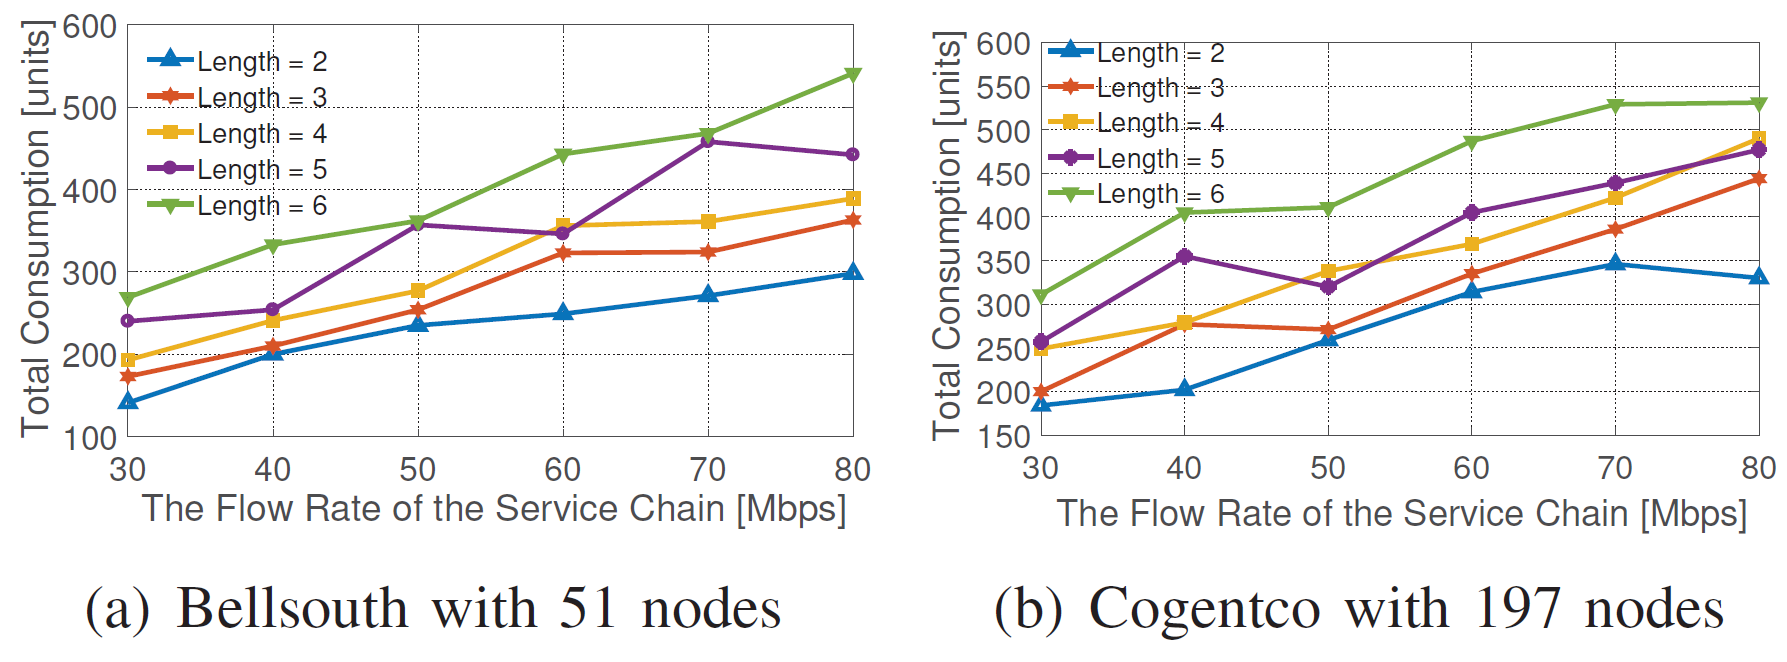 Total Consumption [units]
600
500
400
300
200
100
Length = 2
Length = 3
Length = 4
Length = 5
Length = 6
30 40 50 60 70 80
The Flow Rate of the Service Chain [Mbps]
(a) Bellsouth with 51 nodes
Total Consumption [units]
600
550
500
450
400
350
300
250
200
150
Length = 2
Length = 3
Length = 4
Length = 5
Length = 6
30 40 50 60 70 80
The Flow Rate of the Service Chain [Mbps]
(b) Cogentco with 197 nodes